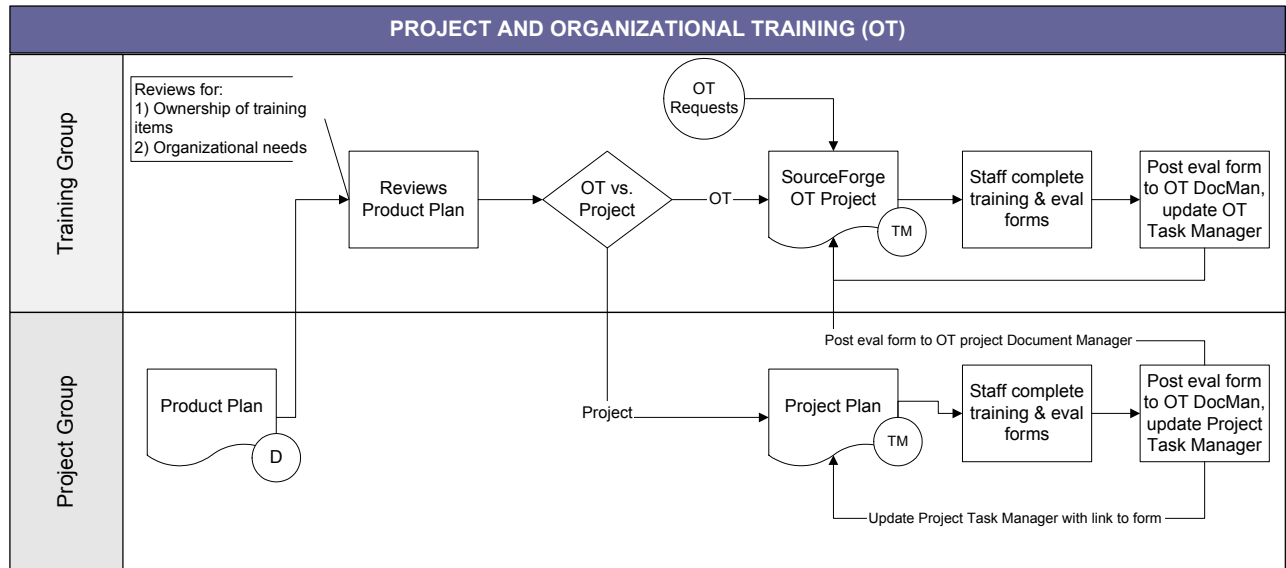 PROJECT AND ORGANIZATIONAL TRAINING (OT)
Training Group
Reviews for:
1) Ownership of training
items
2) Organizational needs
Reviews
Product Plan
OT vs.
Project
OT
OT
Requests
SourceForge
OT Project
TM
Staff complete
training & eval
forms
Post eval form
to OT DocMan,
update OT
Task Manager
Project Group
Product Plan
D
Project
Post eval form to OT project Document Manager
Project Plan
TM
Staff complete
training & eval
forms
Post eval form
to OT DocMan,
update Project
Task Manager
Update Project Task Manager with link to form